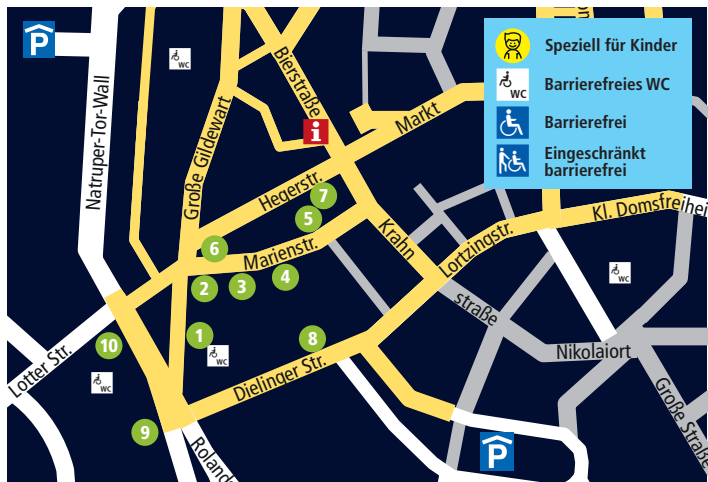 P
WC
Natruper-Tor-Wall
Große Gildewart
Bierstraße
i
Markt
Speziell für Kinder
WC
Barrierefreies WC
Barrierefrei
Eingeschränkt
barrierefrei
Hegerstr.
7
5
6
Marienstr.
Krahn
straße
Lortzingstr.
Kl. Domsfreihei
2
3
4
WC
1
WC
8
10
Lotter Str.
WC
Dielinger Str.
Nikolaiort
Große Straße
9
Roland
P